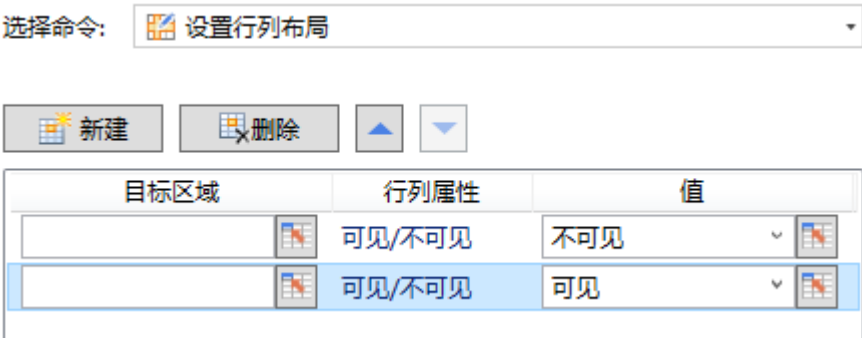 选择命令: 设置行列布局
新建 删除
目标区域 行列属性 值
可见/不可见 不可见
可见/不可见 可见